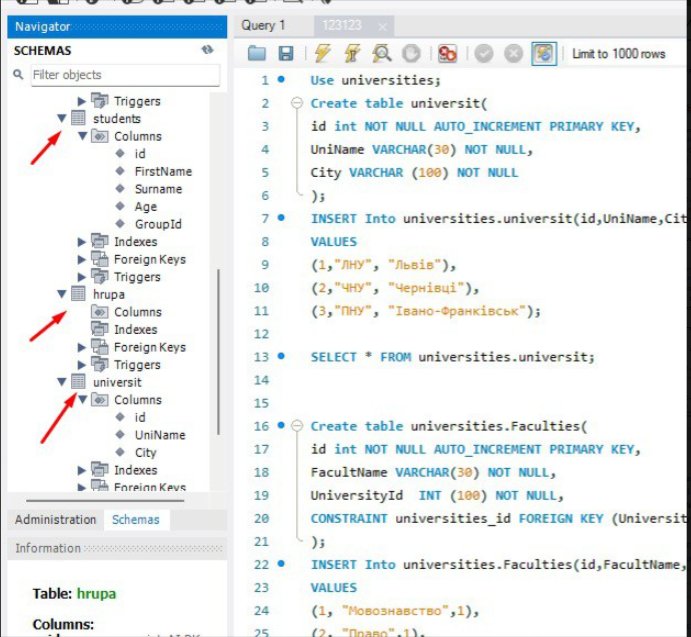 Navigator
Query 1
123123
SCHEMAS
Limit to 1000 rows
Filter objects
Triggers
students
Columns
id
FirstName
Surname
Age
GroupId
Indexes
Foreign Keys
Triggers
hrupa
Columns
Indexes
Foreign Keys
Triggers
universit
Columns
id
UniName
City
Indexes
Foreign Keys
Administration Schemas
Information
Table: hrupa
Columns:
1 Use universities;
2 Create table universit(
3 id int NOT NULL AUTO_INCREMENT PRIMARY KEY,
4 UniName VARCHAR(30) NOT NULL,
5 City VARCHAR (100) NOT NULL
6 );
7 INSERT Into universities.universit(id,UniName,Cit
8 VALUES
9 (1,"ЛНУ", "Львів"),
10 (2,"ЧНУ", "Чернівці"),
11 (3,"ПНУ", "Івано-Франківськ");
12
13 SELECT * FROM universities.universit;
14
15
16 Create table universities.Faculties(
17 id int NOT NULL AUTO_INCREMENT PRIMARY KEY,
18 FacultName VARCHAR(30) NOT NULL,
19 UniversityId INT (100) NOT NULL,
20 CONSTRAINT universities_id FOREIGN KEY (Universit
21 );
22 INSERT Into universities.Faculties(id,FacultName,
23 VALUES
24 (1, "Мовознавство",1),
25 (2, "Право",1),